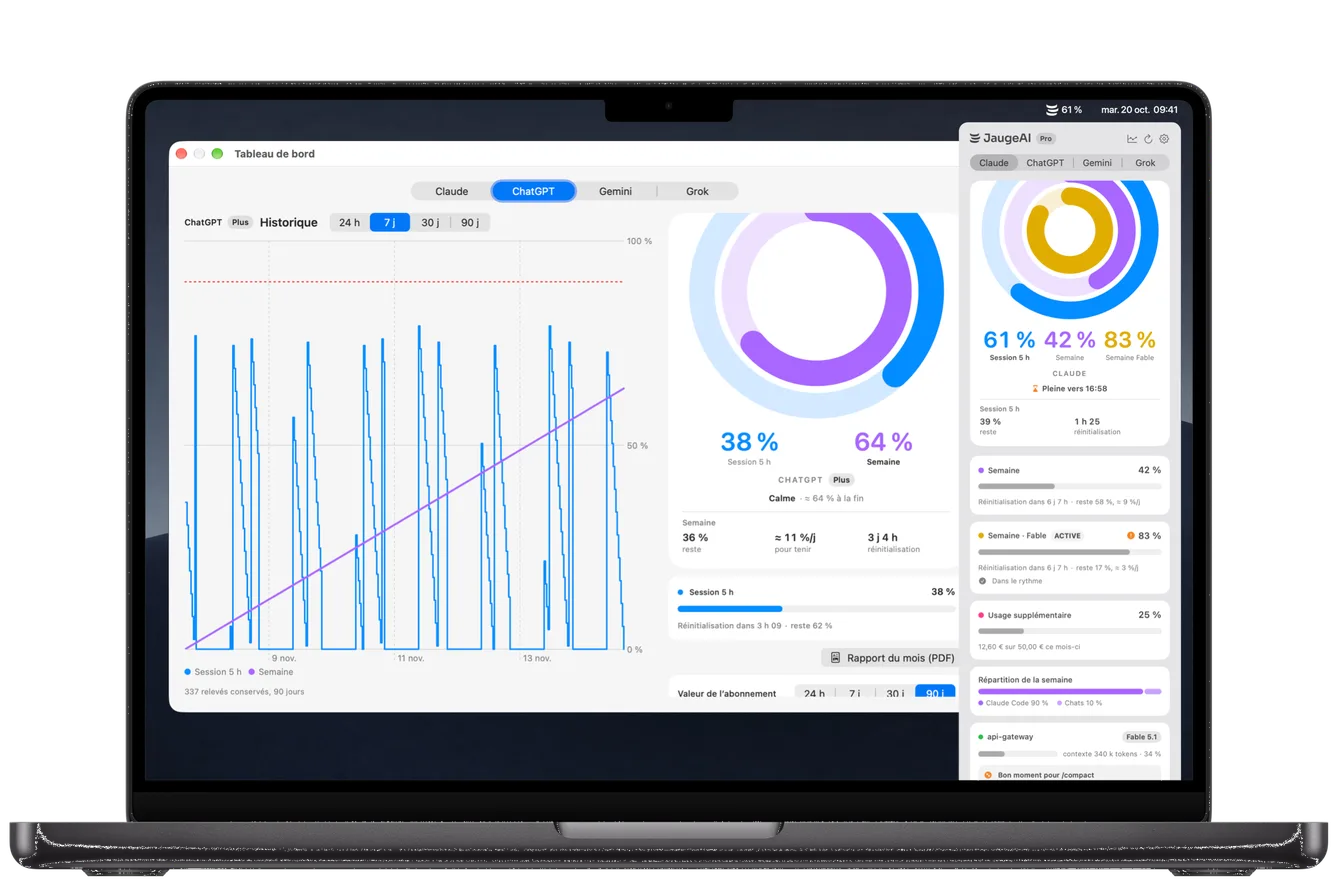 61 % mar. 20 oct. 09:41
Tableau de bord
Claude ChatGPT Gemini Grok
ChatGPT Plus Historique 24 h 7 j 30 j 90 j
100 %
50 %
0 %
9 nov. 11 nov. 13 nov.
Session 5 h Semaine
337 relevés conservés, 90 jours
38 % 64 %
Session 5 h Semaine
CHATGPT Plus
Calme · ≈ 64 % à la fin
Semaine
36 % ≈ 11 %/j 3 j 4 h
reste pour tenir réinitialisation
Session 5 h 38 %
Réinitialisation dans 3 h 09 · reste 62 %
Rapport du mois (PDF)
Valeur de l'abonnement 24 h 7 j 30 j 90 j
JaugeAI Pro
Claude ChatGPT Gemini Grok
61 % 42 % 83 %
Session 5 h Semaine Semaine Fable
CLAUDE
Pleine vers 16:58
Session 5 h
39 % 1 h 25
reste réinitialisation
Semaine 42 %
Réinitialisation dans 6 j 7 h · reste 58 %, ≈ 9 %/j
Semaine · Fable ACTIVE 83 %
Réinitialisation dans 6 j 7 h · reste 17 %, ≈ 3 %/j
Dans le rythme
Usage supplémentaire 25 %
12,60 € sur 50,00 € ce mois-ci
Répartition de la semaine
Claude Code 90 % Chats 10 %
api-gateway Fable 5.1
contexte 340 k tokens · 34 %
Bon moment pour /compact